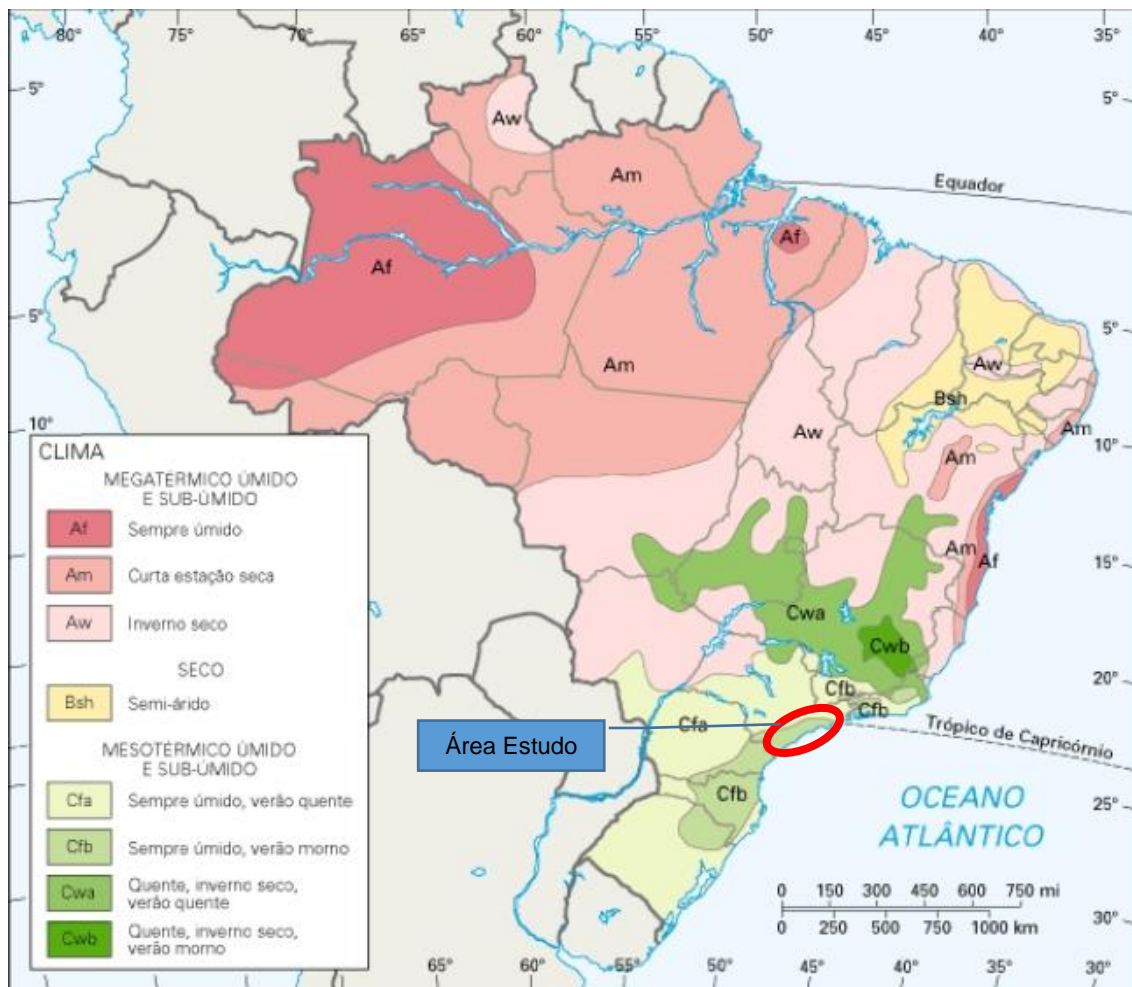 80°
75°
70°
65°
60°
55°
50°
45°
40°
35°
5°
5°
Aw
Am
Equador
Af
Af
5°
Am
5°
Aw
Bsh
Aw
Am
10°
10°
Am
CLIMA
MEGATÉRMICO ÚMIDO
E SUB-ÚMIDO
Af Sempre úmido
Am Curta estação seca
Aw Inverno seco
SECO
Bsh Semi-árido
MESOTÉRMICO ÚMIDO
E SUB-ÚMIDO
Cfa Sempre úmido, verão quente
Cfb Sempre úmido, verão morno
Cwa Quente, inverno seco,
verão quente
Cwb Quente, inverno seco,
verão morno
Am
Af
15°
Cwa
Cwb
20°
Cfb
Cfb
Cfa
Trópico de Capricórnio
Área Estudo
Cfb
25°
OCEANO
ATLÂNTICO
0 150 300 450 600 750 mi
0 250 500 750 1000 km
30°
65°
60°
55°
50°
45°
40°